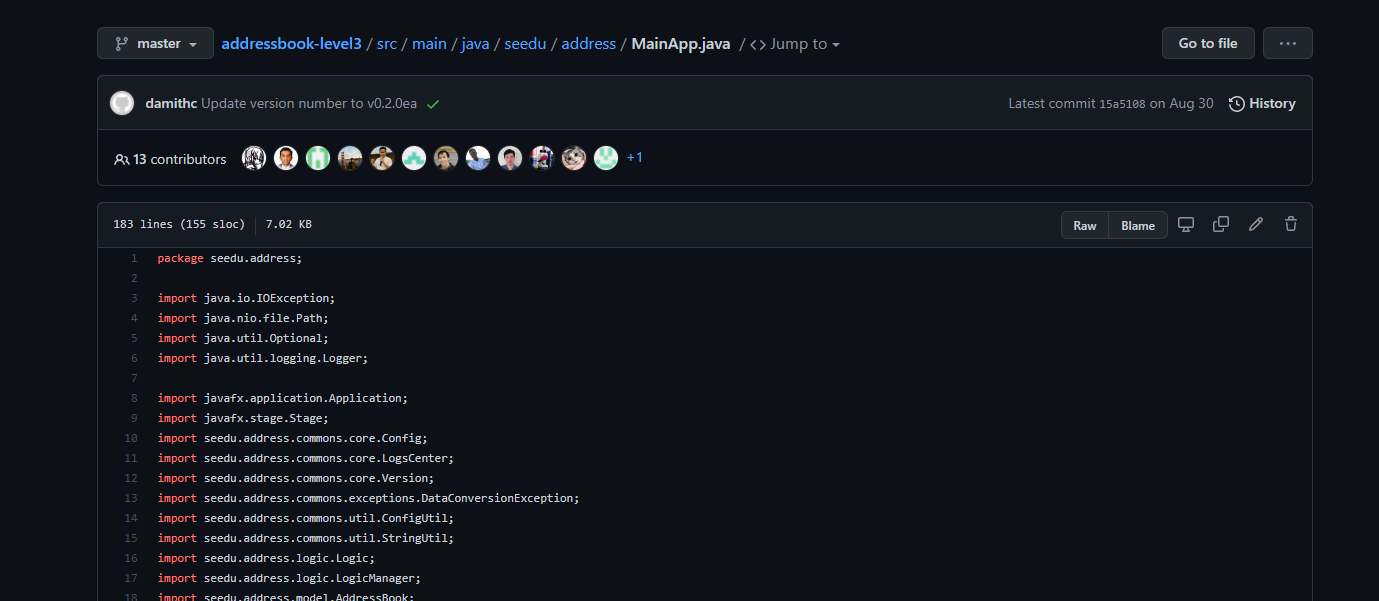 master addressbook-level3 / src / main / java / seedu / address / MainApp.java / <> Jump to Go to file ...
damithc Update version number to v0.2.0ea Latest commit 15a5108 on Aug 30 History
13 contributors +1
183 lines (155 sloc) 7.02 KB Raw Blame
1 package seedu.address;
2
3 import java.io.IOException;
4 import java.nio.file.Path;
5 import java.util.Optional;
6 import java.util.logging.Logger;
7
8 import javafx.application.Application;
9 import javafx.stage.Stage;
10 import seedu.address.commons.core.Config;
11 import seedu.address.commons.core.LogsCenter;
12 import seedu.address.commons.core.Version;
13 import seedu.address.commons.exceptions.DataConversionException;
14 import seedu.address.commons.util.ConfigUtil;
15 import seedu.address.commons.util.StringUtil;
16 import seedu.address.logic.Logic;
17 import seedu.address.logic.LogicManager;
18 import seedu.address.model.AddressBook;